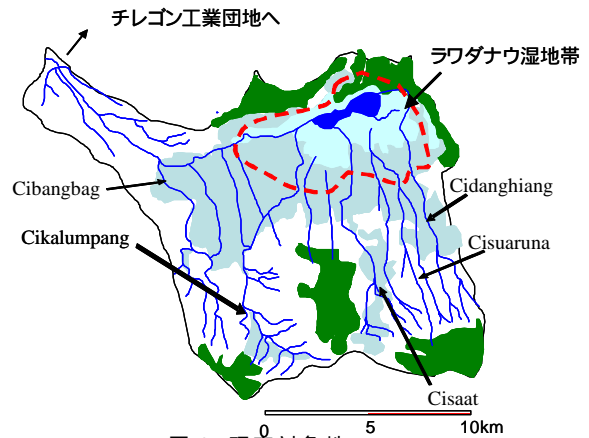 チレゴン工業団地へ
ラワダナウ湿地帯
Cibangbag
Cidanghiang
Cikalumpang
Cisuaruna
Cisaat
0 5 10km